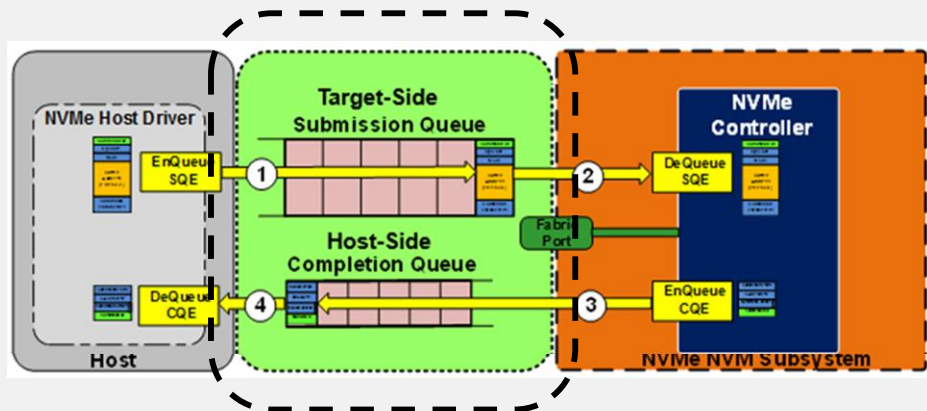 Target-Side
Submission Queue
NVMe Host Driver
EnQueue
SQE
1
2
DeQueue
SQE
NVMe
Controller
Fabric
Port
Host-Side
Completion Queue
DeQueue
CQE
4
3
EnQueue
CQE
Host
NVMe NVM Subsystem